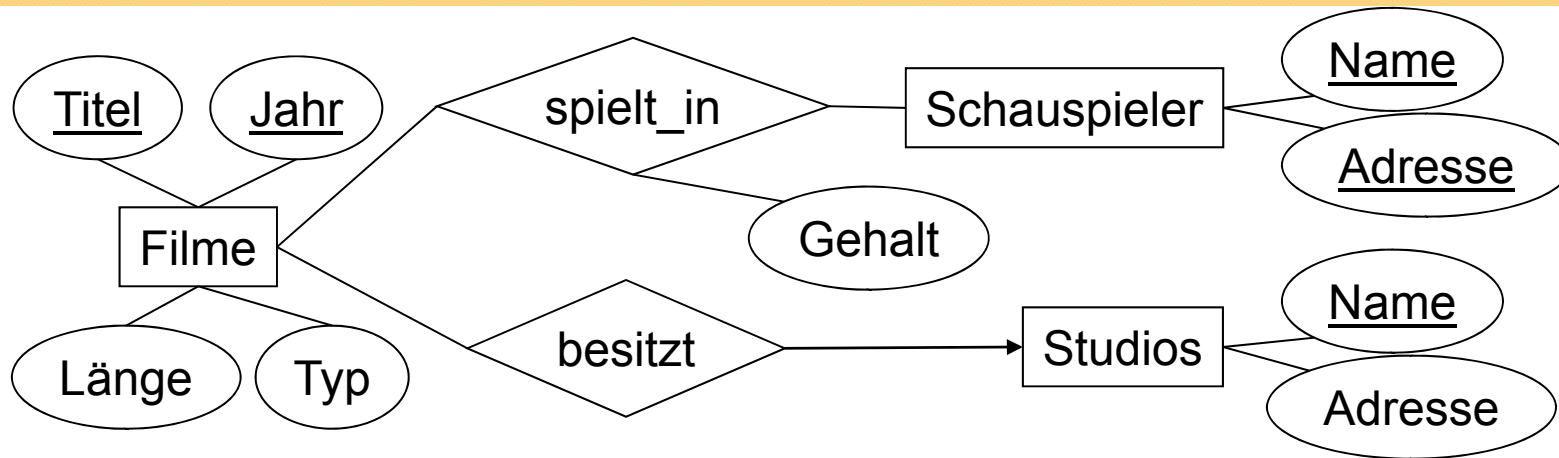 Titel
Jahr
spielt_in
Schauspieler
Name
Adresse
Filme
Gehalt
Länge
Typ
besitzt
Studios
Name
Adresse